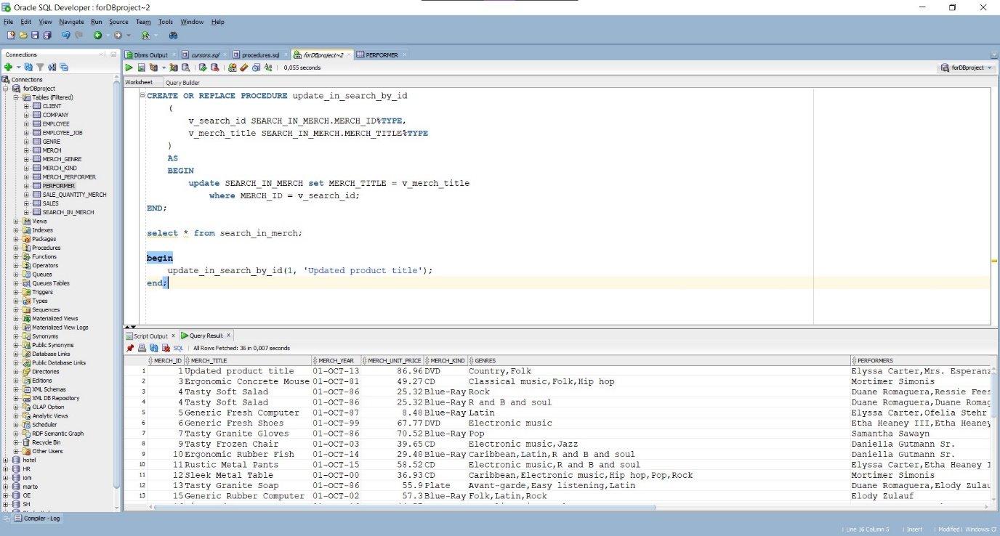 Oracle SQL Developer : forDBproject~2
File Edit View Navigate Run Source Team Tools Window Help
Connections
Dbms Output
cursors.sql
procedures.sql
forDBproject~2
PERFORMER
0,055 seconds
forDBproject
Worksheet Query Builder
Connections
forDBproject
Tables (Filtered)
CLIENT
COMPANY
EMPLOYEE
EMPLOYEE_JOB
GENRE
MERCH
MERCH_GENRE
MERCH_KIND
MERCH_PERFORMER
PERFORMER
SALE_QUANTITY_MERCH
SALES
SEARCH_IN_MERCH
Views
Indexes
Packages
Procedures
Functions
Operators
Queues
Queues Tables
Triggers
Types
Sequences
Materialized Views
Materialized View Logs
Synonyms
Public Synonyms
Database Links
Public Database Links
Directories
Editions
XML Schemas
XML DB Repository
OLAP Option
Analytic Views
Scheduler
RDF Semantic Graph
Recycle Bin
Other Users
hotel
HR
ioni
marto
OE
SH
CREATE OR REPLACE PROCEDURE update_in_search_by_id
(
v_search_id SEARCH_IN_MERCH.MERCH_ID%TYPE,
v_merch_title SEARCH_IN_MERCH.MERCH_TITLE%TYPE
)
AS
BEGIN
update SEARCH_IN_MERCH set MERCH_TITLE = v_merch_title
where MERCH_ID = v_search_id;
END;
select * from search_in_merch;
begin
update_in_search_by_id(1, 'Updated product title');
end;
Script Output x Query Result x
SQL | All Rows Fetched: 36 in 0,007 seconds
MERCH_ID MERCH_TITLE MERCH_YEAR MERCH_UNIT_PRICE MERCH_KIND GENRES PERFORMERS
1 1 Updated product title 01-OCT-13 86.96 DVD Country,Folk Elyssa Carter,Mrs. Esperanz
2 3 Ergonomic Concrete Mouse 01-OCT-81 49.27 CD Classical music,Folk,Hip hop Mortimer Simonis
3 4 Tasty Soft Salad 01-OCT-86 25.32 Blue-Ray Rock Duane Romaguera,Ressie Fees
4 4 Tasty Soft Salad 01-OCT-86 25.32 Blue-Ray R and B and soul Duane Romaguera,Duane Romag
5 5 Generic Fresh Computer 01-OCT-87 8.48 Blue-Ray Latin Elyssa Carter,Ofelia Stehr
6 6 Generic Fresh Shoes 01-OCT-99 67.77 DVD Electronic music Etha Heaney III,Etha Heaney
7 7 Tasty Granite Gloves 01-OCT-86 70.52 Blue-Ray Pop Samantha Sawayn
8 9 Tasty Frozen Chair 01-OCT-03 39.65 CD Electronic music,Jazz Daniella Gutmann Sr.
9 10 Ergonomic Rubber Fish 01-OCT-14 29.48 Blue-Ray Caribbean,Latin,R and B and soul Daniella Gutmann Sr.
10 11 Rustic Metal Pants 01-OCT-15 58.52 CD Electronic music,R and B and soul Elyssa Carter,Etha Heaney I
11 12 Sleek Metal Table 01-OCT-00 36.93 CD Caribbean,Electronic music,Hip hop,Pop,Rock Mortimer Simonis
12 13 Tasty Granite Soap 01-OCT-86 55.9 Plate Avant-garde,Easy listening,Latin Duane Romaguera,Elody Zulau
13 15 Generic Rubber Computer 01-OCT-02 57.3 Blue-Ray Folk,Latin,Rock Elody Zulauf
Compiler - Log
Line 16 Column 5 | Insert | Modified | Windows: C